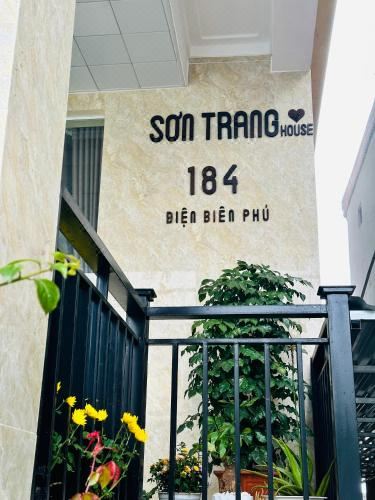 SƠN TRANG HOUSE
184
ĐIỆN BIÊN PHỦ